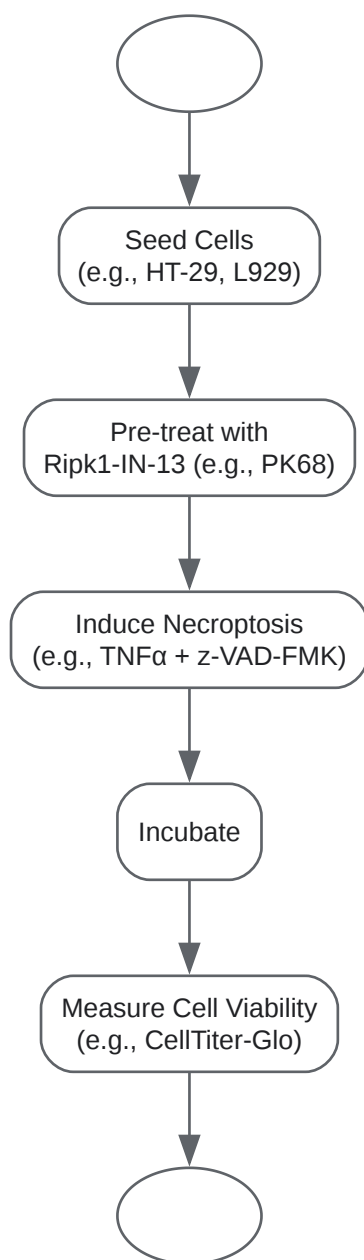 Seed Cells
(e.g., HT-29, L929)
Pre-treat with
Ripk1-IN-13 (e.g., PK68)
Induce Necroptosis
(e.g., TNFα + z-VAD-FMK)
Incubate
Measure Cell Viability
(e.g., CellTiter-Glo)